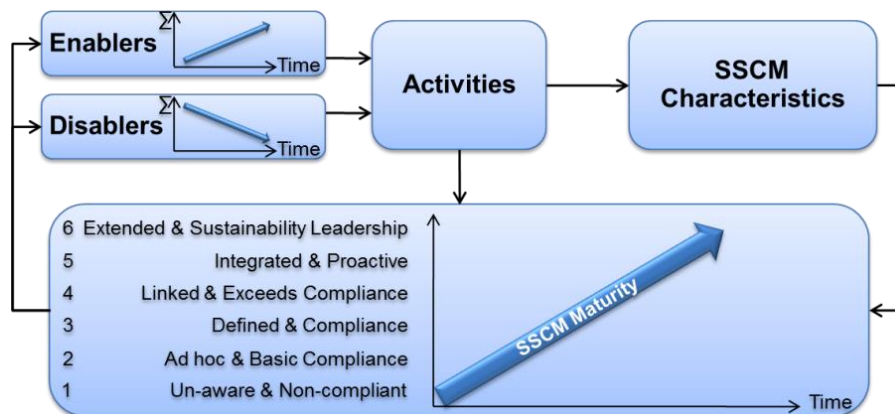 Enablers
Σ
Time
Disablers
Σ
Time
Activities
SSCM
Characteristics
6 Extended & Sustainability Leadership
5 Integrated & Proactive
4 Linked & Exceeds Compliance
3 Defined & Compliance
2 Ad hoc & Basic Compliance
1 Un-aware & Non-compliant
SSCM Maturity
Time